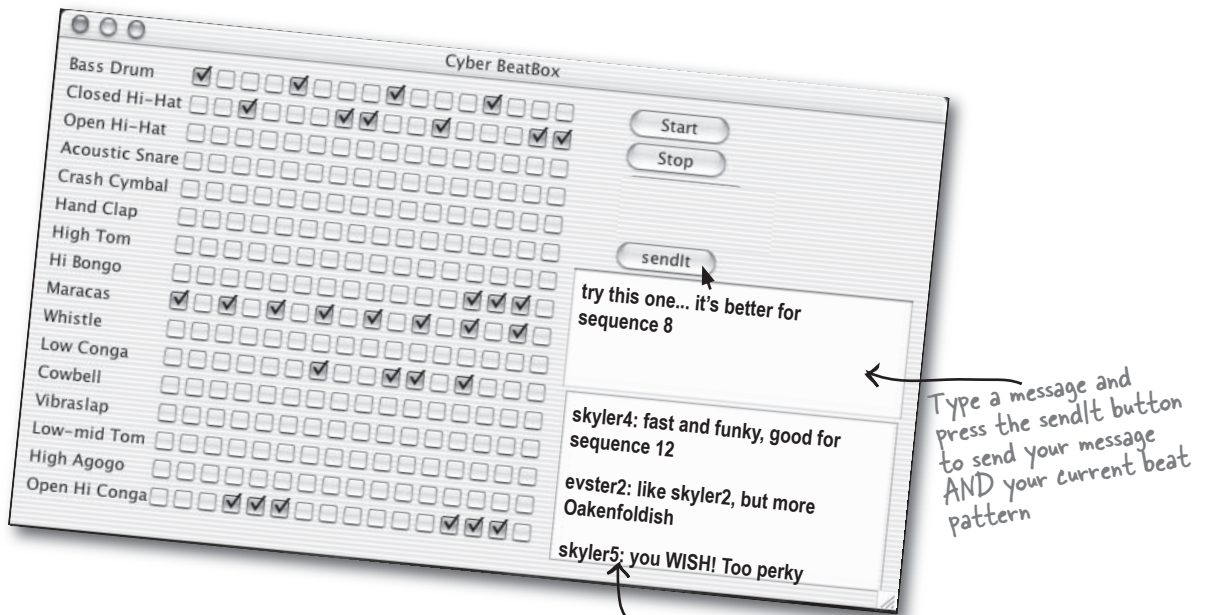 Cyber BeatBox
Bass Drum
Closed Hi-Hat
Open Hi-Hat
Acoustic Snare
Crash Cymbal
Hand Clap
High Tom
Hi Bongo
Maracas
Whistle
Low Conga
Cowbell
Vibraslap
Low-mid Tom
High Agogo
Open Hi Conga
Start
Stop
sendIt
try this one... it's better for
sequence 8
skyler4: fast and funky, good for
sequence 12
evster2: like skyler2, but more
Oakenfoldish
skyler5: you WISH! Too perky
Type a message and
press the sendIt button
to send your message
AND your current beat
pattern